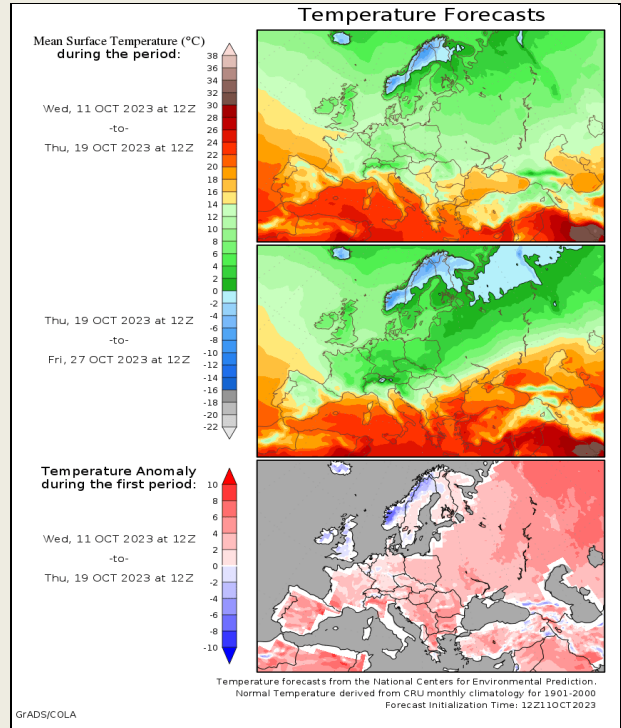 Temperature Forecasts
Mean Surface Temperature (°C)
during the period:
Wed, 11 OCT 2023 at 12Z
-to-
Thu, 19 OCT 2023 at 12Z
38
36
34
32
30
28
26
24
22
20
18
16
14
12
10
8
6
4
2
0
-2
-4
-6
-8
-10
-12
-14
-16
-18
-20
-22
Thu, 19 OCT 2023 at 12Z
-to-
Fri, 27 OCT 2023 at 12Z
Temperature Anomaly
during the first period:
Wed, 11 OCT 2023 at 12Z
-to-
Thu, 19 OCT 2023 at 12Z
10
8
6
4
2
0
-2
-4
-6
-8
-10
Temperature forecasts from the National Centers for Environmental Prediction.
Normal Temperature derived from CRU monthly climatology for 1901-2000
Forecast Initialization Time: 12Z11OCT2023
GrADS/COLA